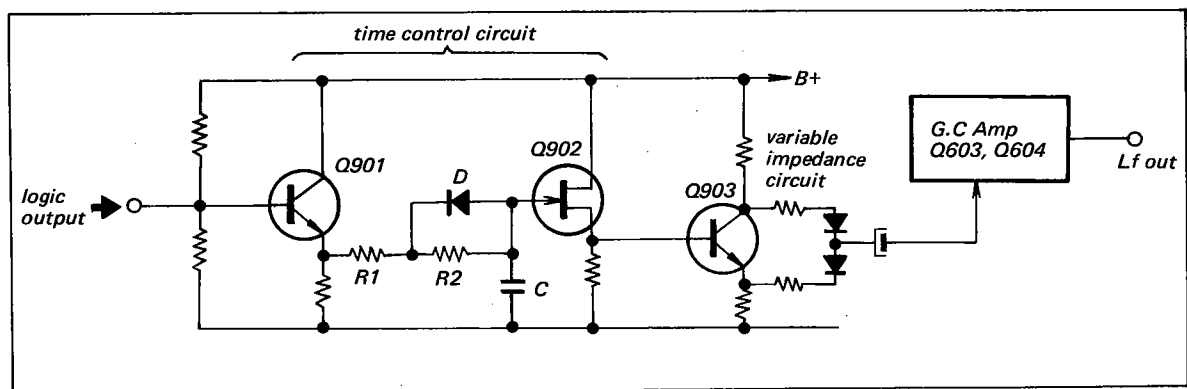 time control circuit
B+
G.C Amp
Q603, Q604
Lf out
variable
impedance
circuit
Q901
Q902
Q903
D
logic
output
R1
R2
C